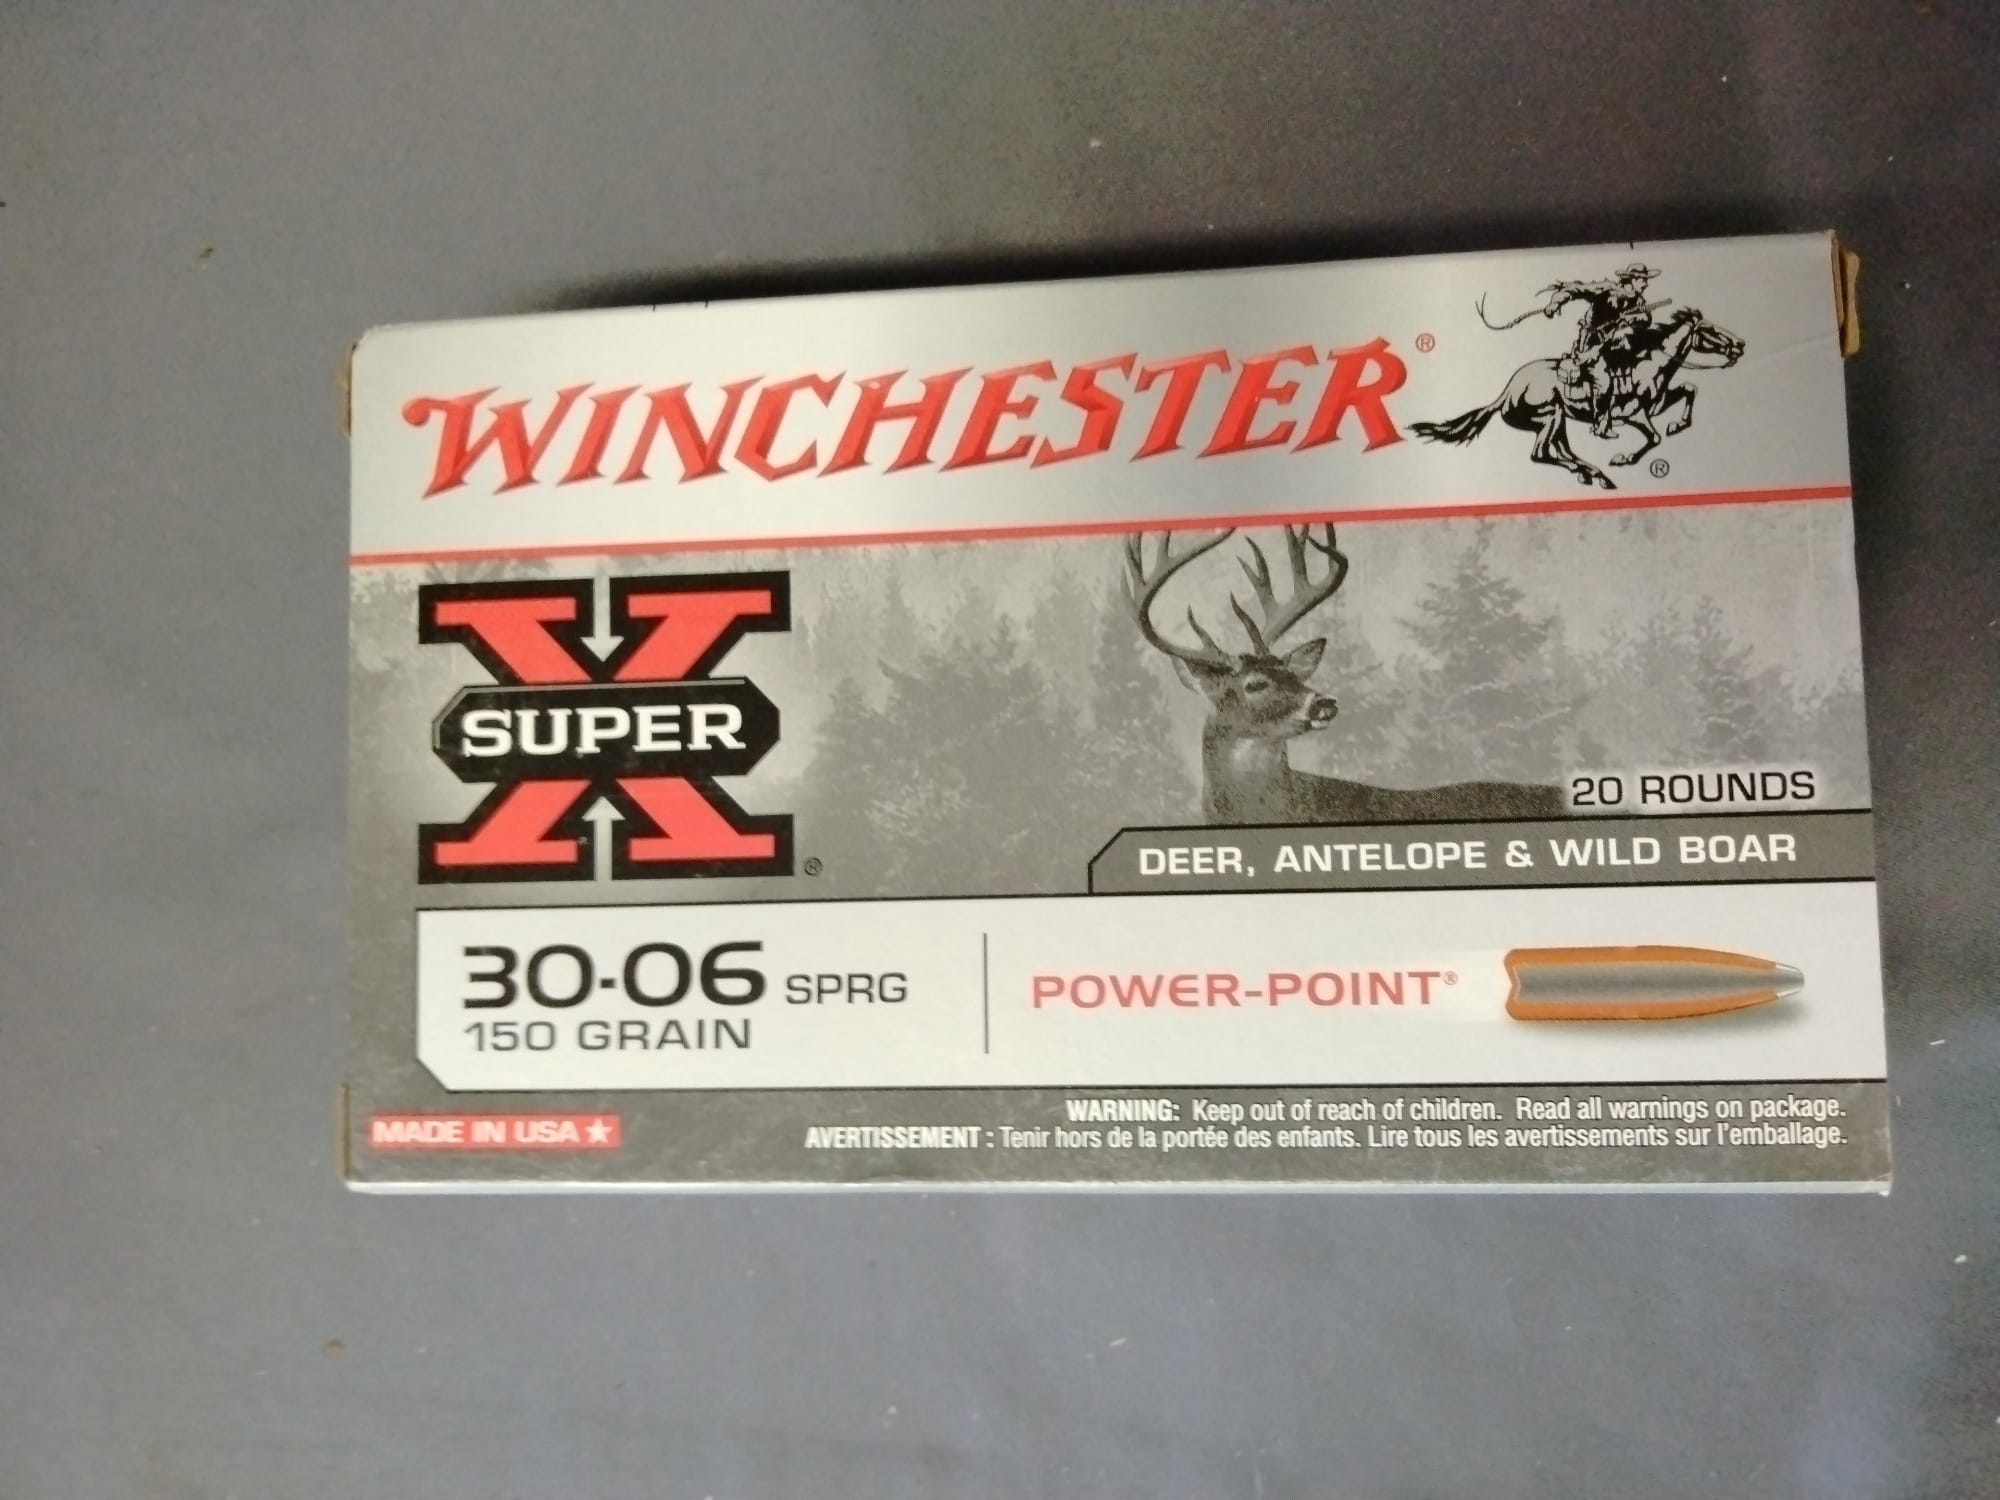 WINCHESTER®
®
X
SUPER
®
20 ROUNDS
DEER, ANTELOPE & WILD BOAR
30-06 SPRG
150 GRAIN
POWER-POINT®
MADE IN USA
WARNING: Keep out of reach of children. Read all warnings on package.
AVERTISSEMENT : Tenir hors de la portée des enfants. Lire tous les avertissements sur l'emballage.